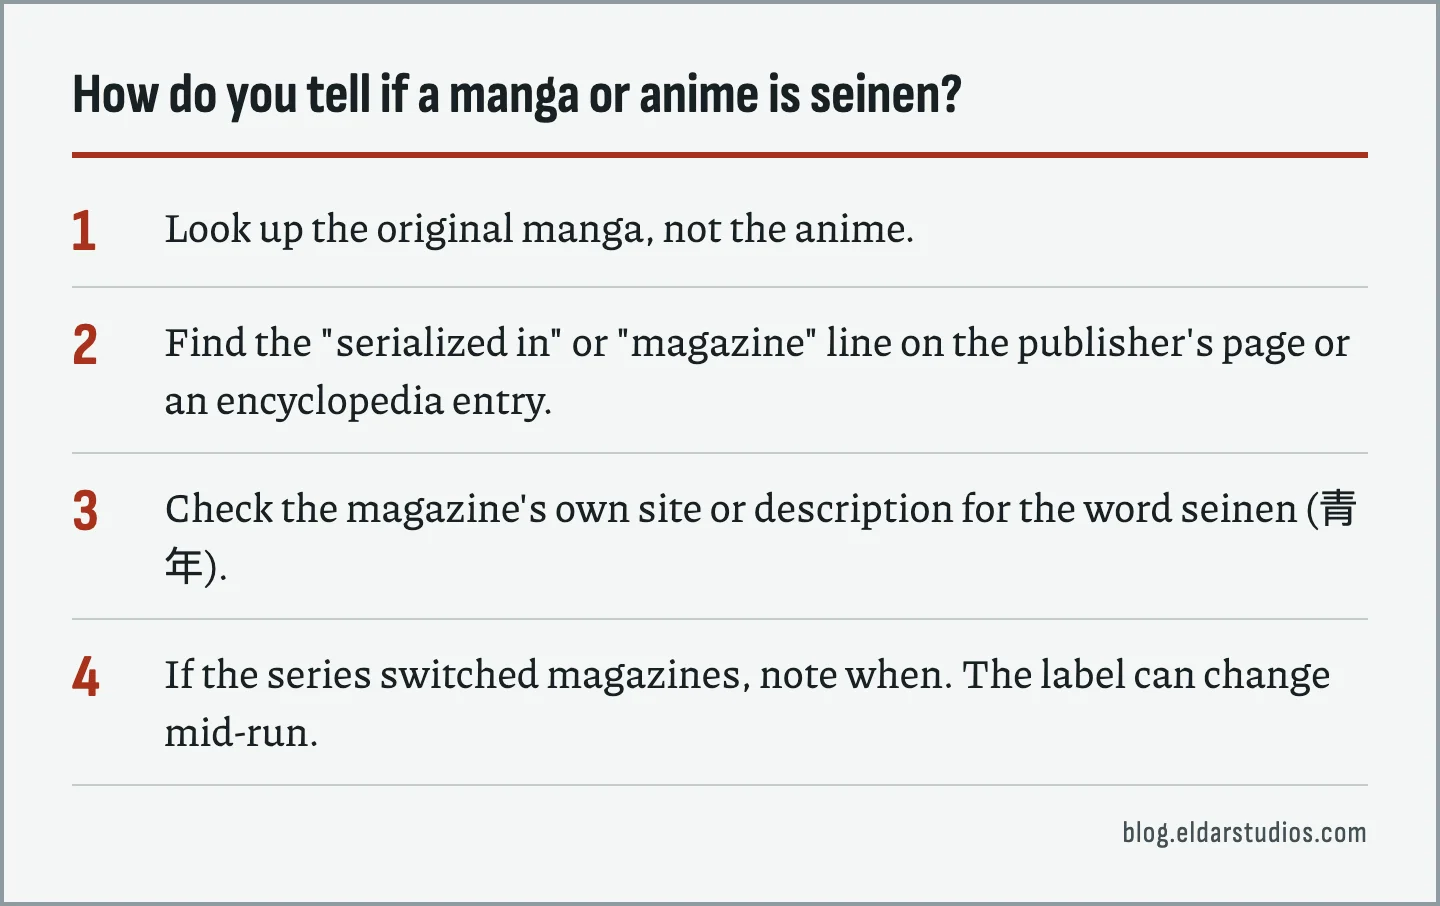 How do you tell if a manga or anime is seinen?
1 Look up the original manga, not the anime.
2 Find the "serialized in" or "magazine" line on the publisher's page or
an encyclopedia entry.
3 Check the magazine's own site or description for the word seinen (青
年).
4 If the series switched magazines, note when. The label can change
mid-run.
blog.eldarstudios.com